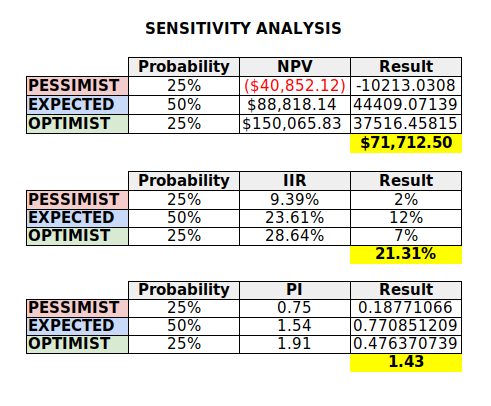 SENSITIVITY ANALYSIS
Probability NPV Result
PESSIMIST 25% ($40,852.12) -10213.0308
EXPECTED 50% $88,818.14 44409.07139
OPTIMIST 25% $150,065.83 37516.45815
$71,712.50
Probability IIR Result
PESSIMIST 25% 9.39% 2%
EXPECTED 50% 23.61% 12%
OPTIMIST 25% 28.64% 7%
21.31%
Probability PI Result
PESSIMIST 25% 0.75 0.18771066
EXPECTED 50% 1.54 0.770851209
OPTIMIST 25% 1.91 0.476370739
1.43